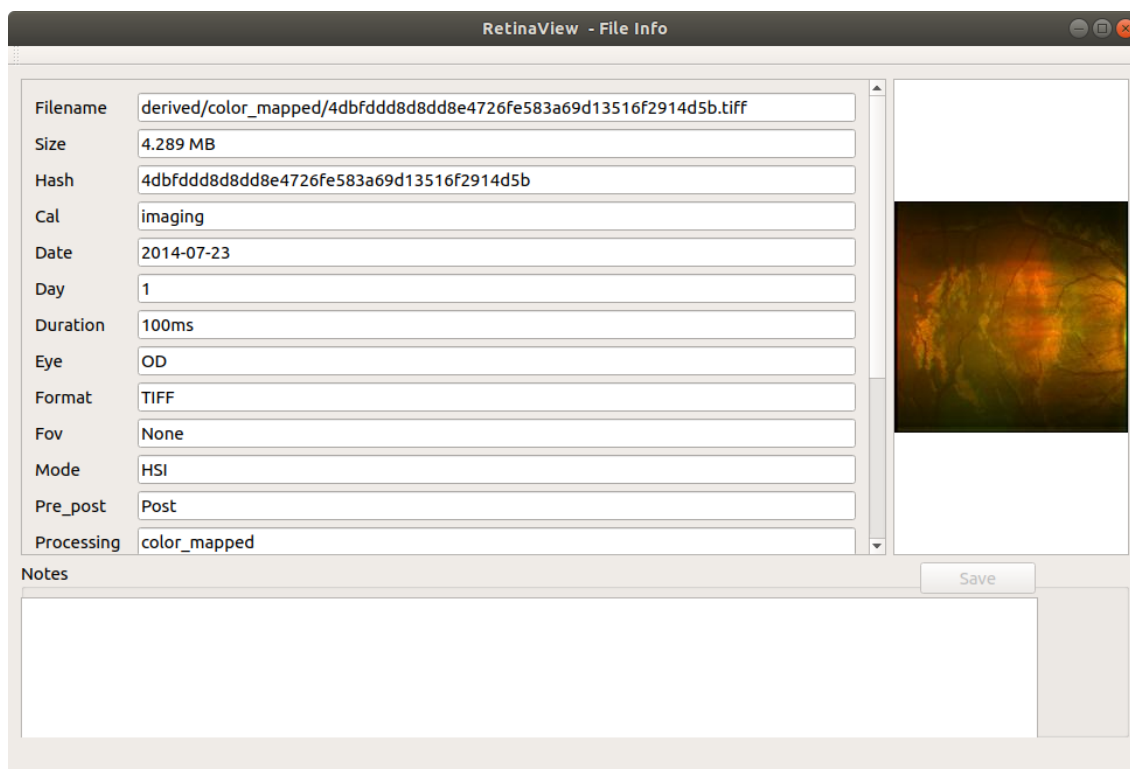 RetinaView - File Info
Filename derived/color_mapped/4dbfddd8d8dd8e4726fe583a69d13516f2914d5b.tiff
Size 4.289 MB
Hash 4dbfddd8d8dd8e4726fe583a69d13516f2914d5b
Cal imaging
Date 2014-07-23
Day 1
Duration 100ms
Eye OD
Format TIFF
Fov None
Mode HSI
Pre_post Post
Processing color_mapped
Notes Save